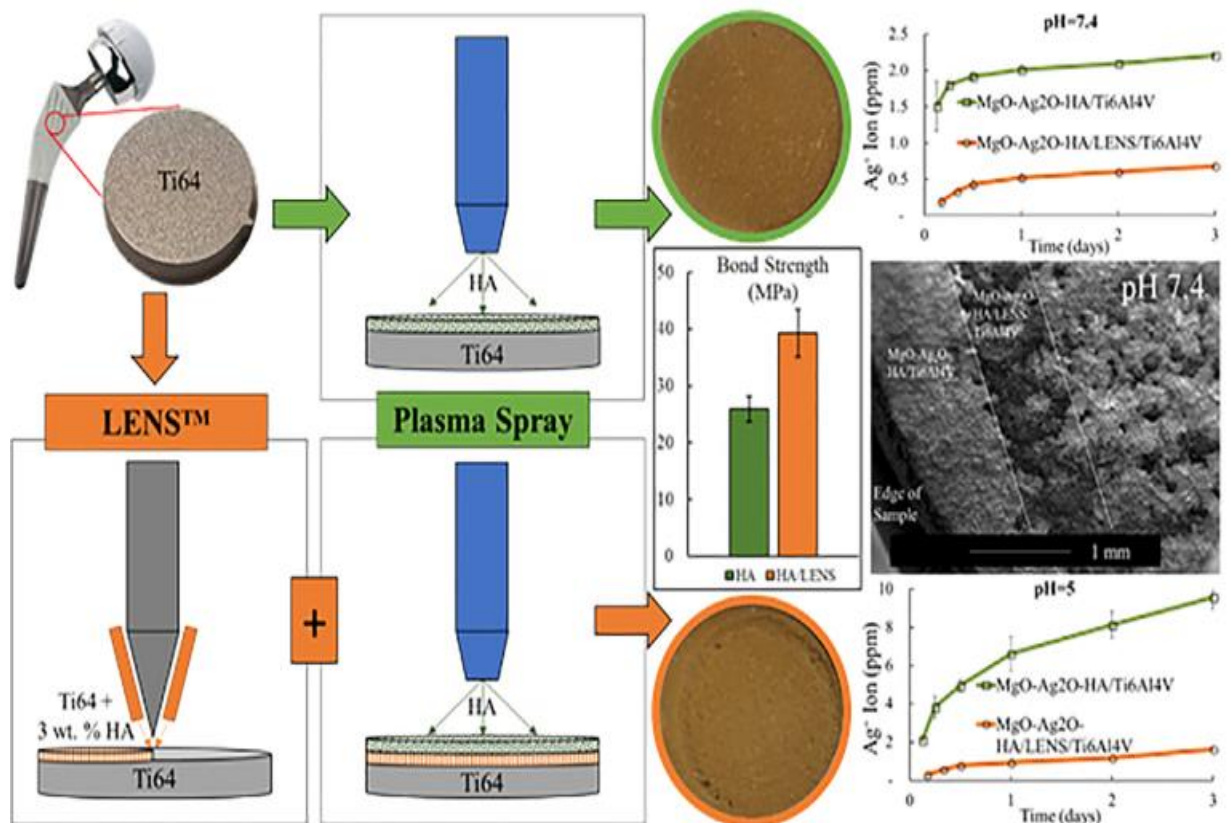 Ti64
LENS™
Ti64 +
3 wt. % HA
Ti64
+
HA
Ti64
Plasma Spray
HA
Ti64
Bond Strength
(MPa)
50
40
30
20
10
0
HA
HA/LENS
pH=7.4
Ag⁺ Ion (ppm)
2.5
2.0
1.5
1.0
0.5
-
MgO-Ag2O-HA/Ti6Al4V
MgO-Ag2O-HA/LENS/Ti6Al4V
0
1
2
3
Time (days)
pH 7.4
HA/LENS
Ti6Al4V
MgO-Ag₂O-
HA/Ti6Al4V
Edge of
Sample
1 mm
pH=5
Ag⁺ Ion (ppm)
10
8
6
4
2
-
MgO-Ag2O-HA/Ti6Al4V
MgO-Ag2O-
HA/LENS/Ti6Al4V
0
1
2
3
Time (days)